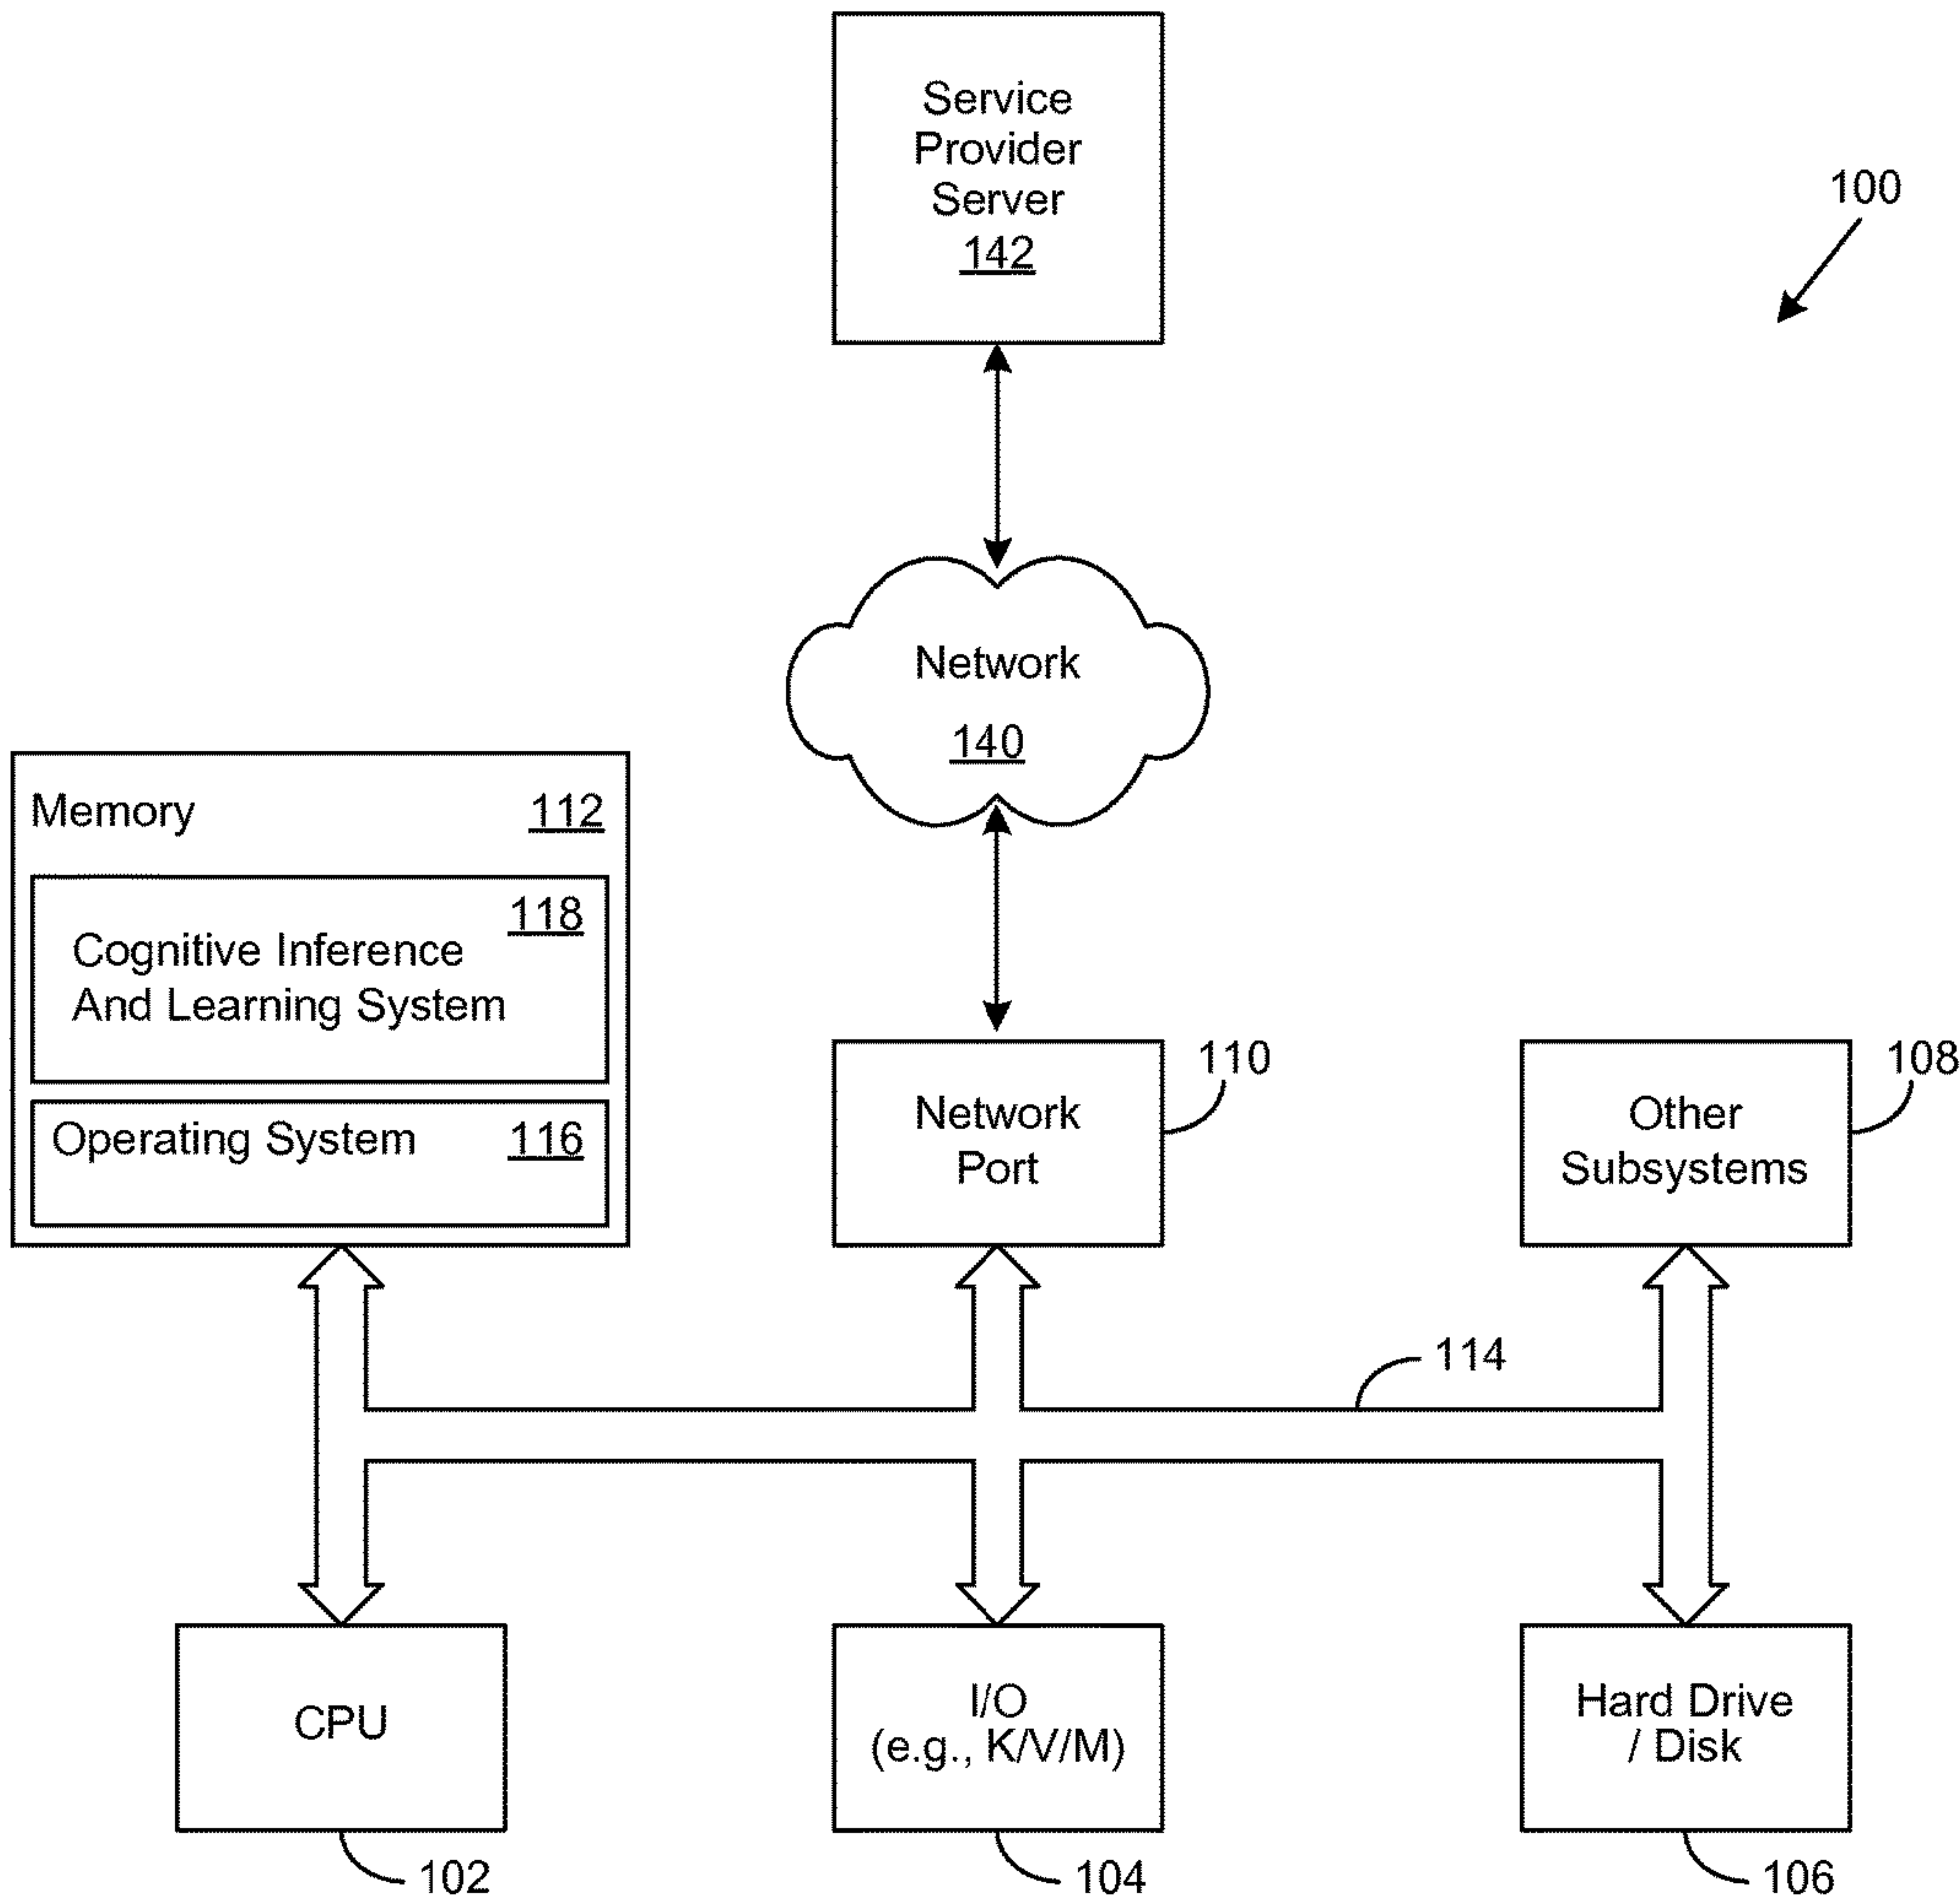 Service
Provider
Server
142
100
Network
140
Memory 112
118
Cognitive Inference
And Learning System
Operating System 116
Network
Port
110
Other
Subsystems
108
114
CPU
102
I/O
(e.g., K/V/M)
104
Hard Drive
/ Disk
106